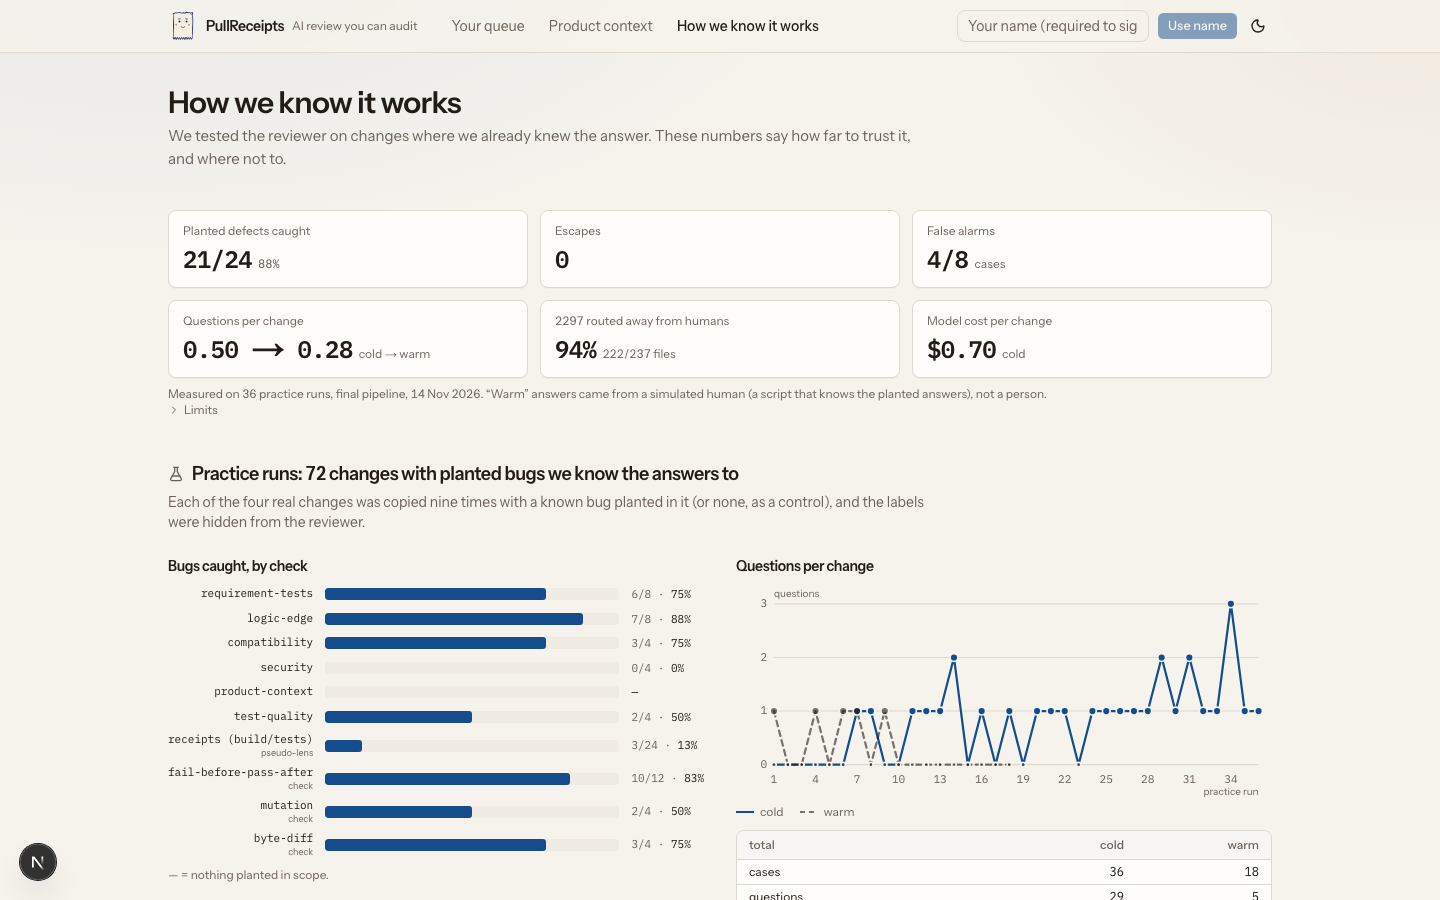 PullReceipts AI review you can audit Your queue Product context How we know it works Your name (required to sig Use name
How we know it works
We tested the reviewer on changes where we already knew the answer. These numbers say how far to trust it,
and where not to.
Planted defects caught
21/24 88%
Escapes
0
False alarms
4/8 cases
Questions per change
0.50 → 0.28 cold → warm
2297 routed away from humans
94% 222/237 files
Model cost per change
$0.70 cold
Measured on 36 practice runs, final pipeline, 14 Nov 2026. “Warm” answers came from a simulated human (a script that knows the planted answers), not a person.
Limits
Practice runs: 72 changes with planted bugs we know the answers to
Each of the four real changes was copied nine times with a known bug planted in it (or none, as a control), and the labels
were hidden from the reviewer.
Bugs caught, by check
requirement-tests 6/8 · 75%
logic-edge 7/8 · 88%
compatibility 3/4 · 75%
security 0/4 · 0%
product-context —
test-quality 2/4 · 50%
receipts (build/tests) 3/24 · 13%
pseudo-lens
fail-before-pass-after 10/12 · 83%
check
mutation 2/4 · 50%
check
byte-diff 3/4 · 75%
check
— = nothing planted in scope.
Questions per change
questions
3
2
1
0
1 4 7 10 13 16 19 22 25 28 31 34
practice run
cold warm
total cold warm
cases 36 18
questions 29 5
N